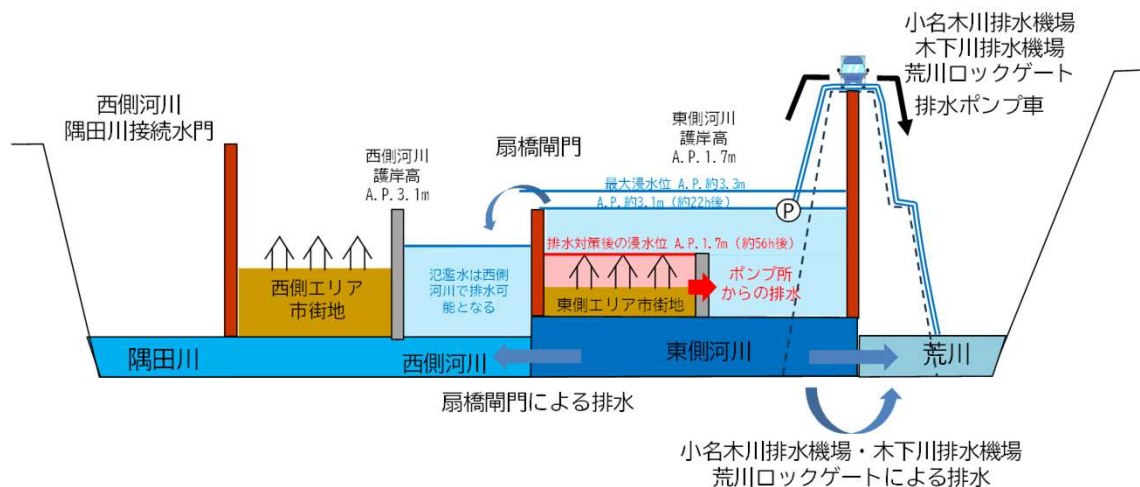 小名木川排水機場
木下川排水機場
荒川ロックゲート
排水ポンプ車
西側河川
隅田川接続水門
西側河川
護岸高
A.P.3.1m
扇橋閘門
東側河川
護岸高
A.P.1.7m
最大浸水位 A.P.約3.3m
A.P.約3.1m（約22h後）
P
排水対策後の浸水位 A.P.1.7m（約56h後）
氾濫水は西側
河川で排水可
能となる
ポンプ所
からの排水
西側エリア
市街地
東側エリア市街地
隅田川
西側河川
東側河川
荒川
扇橋閘門による排水
小名木川排水機場・木下川排水機場
荒川ロックゲートによる排水